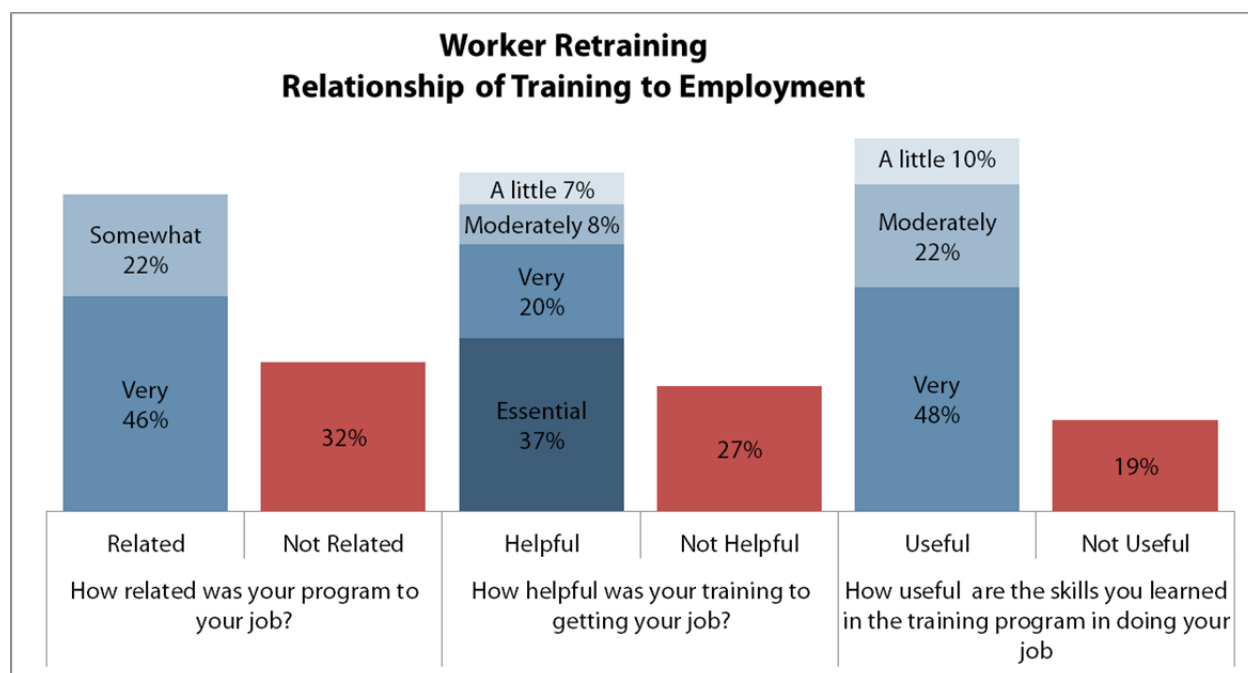 Worker Retraining
Relationship of Training to Employment
Somewhat
22%
Very
46%
32%
A little 7%
Moderately 8%
Very
20%
Essential
37%
27%
A little 10%
Moderately
22%
Very
48%
19%
Related
Not Related
Helpful
Not Helpful
Useful
Not Useful
How related was your program to
your job?
How helpful was your training to
getting your job?
How useful are the skills you learned
in the training program in doing your
job